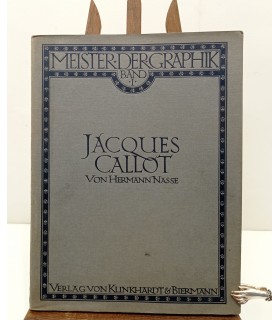 MEISTER·DER·GRAPHIK
BAND
·I·
JACQUES
CALLOT
VON HERMANN NASSE
VERLAG VON KLINKHARDT & BIERMANN